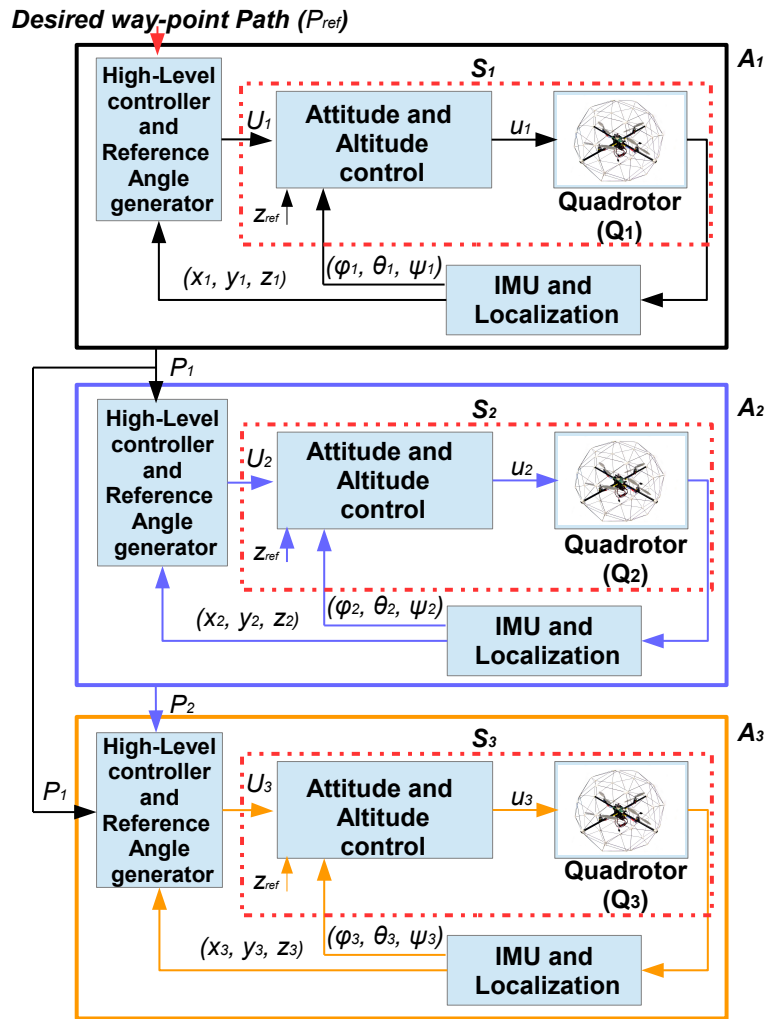 Desired way-point Path (Pref)
A1
High-Level
controller
and
Reference
Angle
generator
S1
U1
Attitude and
Altitude
control
u1
zref
Quadrotor
(Q1)
(x1, y1, z1)
(φ1, θ1, ψ1)
IMU and
Localization
P1
A2
High-Level
controller
and
Reference
Angle
generator
S2
U2
Attitude and
Altitude
control
u2
zref
Quadrotor
(Q2)
(x2, y2, z2)
(φ2, θ2, ψ2)
IMU and
Localization
P2
A3
High-Level
controller
and
Reference
Angle
generator
P1
S3
U3
Attitude and
Altitude
control
u3
zref
Quadrotor
(Q3)
(x3, y3, z3)
(φ3, θ3, ψ3)
IMU and
Localization